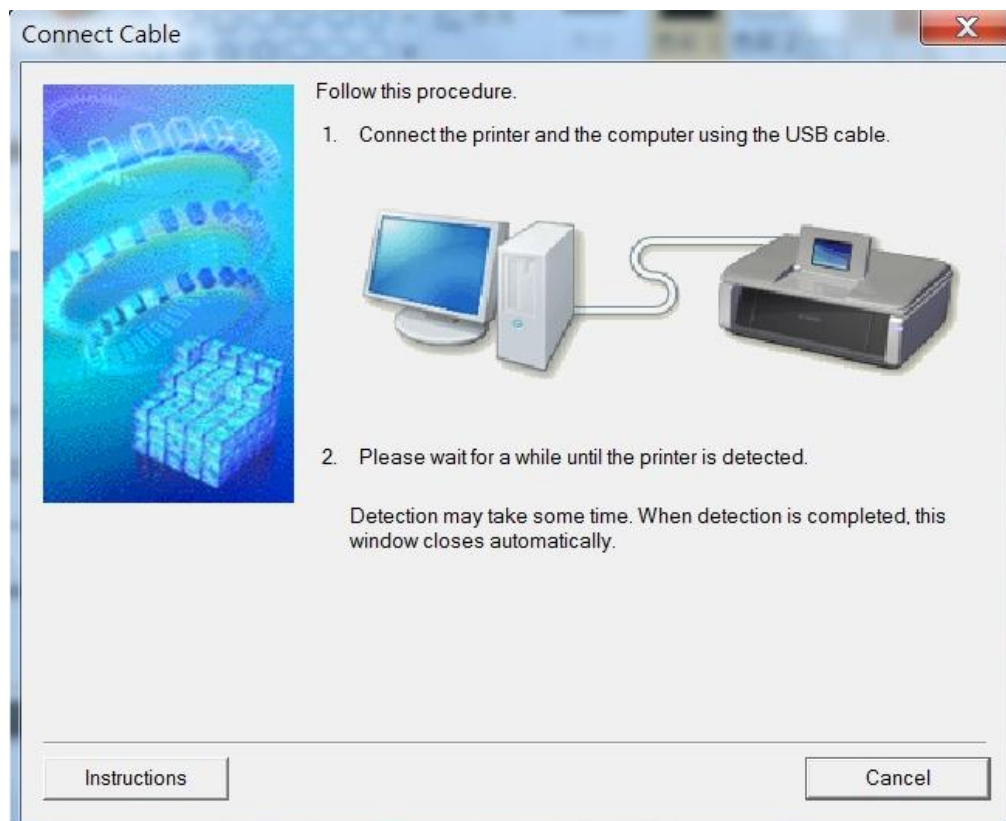 Connect Cable
Follow this procedure.
1. Connect the printer and the computer using the USB cable.
2. Please wait for a while until the printer is detected.
Detection may take some time. When detection is completed, this
window closes automatically.
Instructions
Cancel